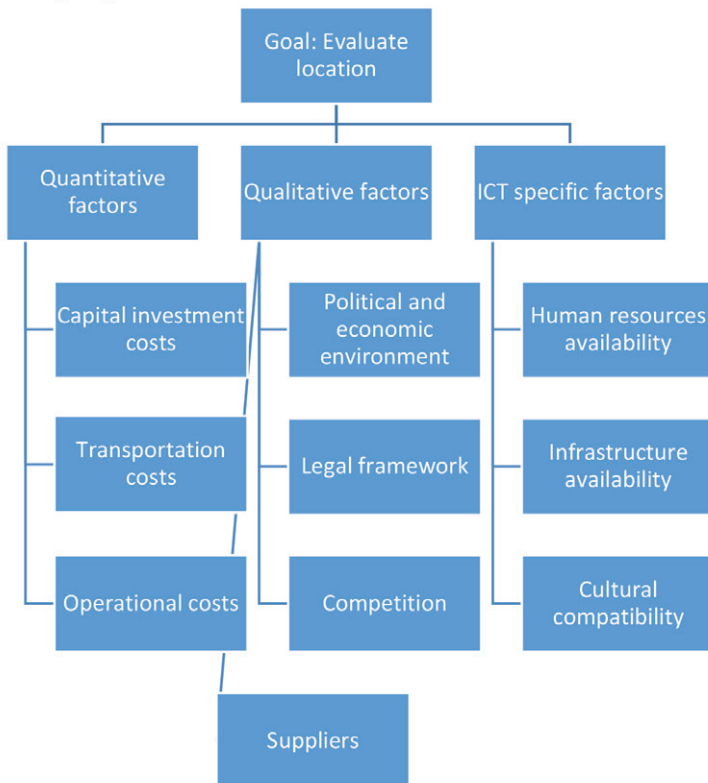 Goal: Evaluate
location
Quantitative
factors
Qualitative factors
ICT specific factors
Capital investment
costs
Political and
economic
environment
Human resources
availability
Transportation
costs
Legal framework
Infrastructure
availability
Operational costs
Competition
Cultural
compatibility
Suppliers